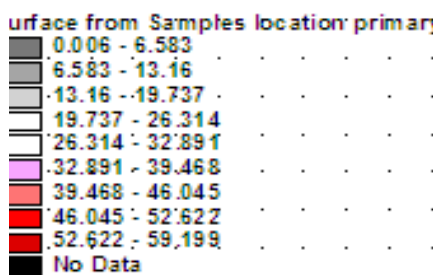 urface from Samples location primary
0.006 - 6.583
6.583 - 13.16
13.16 - 19.737
19.737 - 26.314
26.314 - 32.891
32.891 - 39.468
39.468 - 46.045
46.045 - 52.622
52.622 - 59.199
No Data